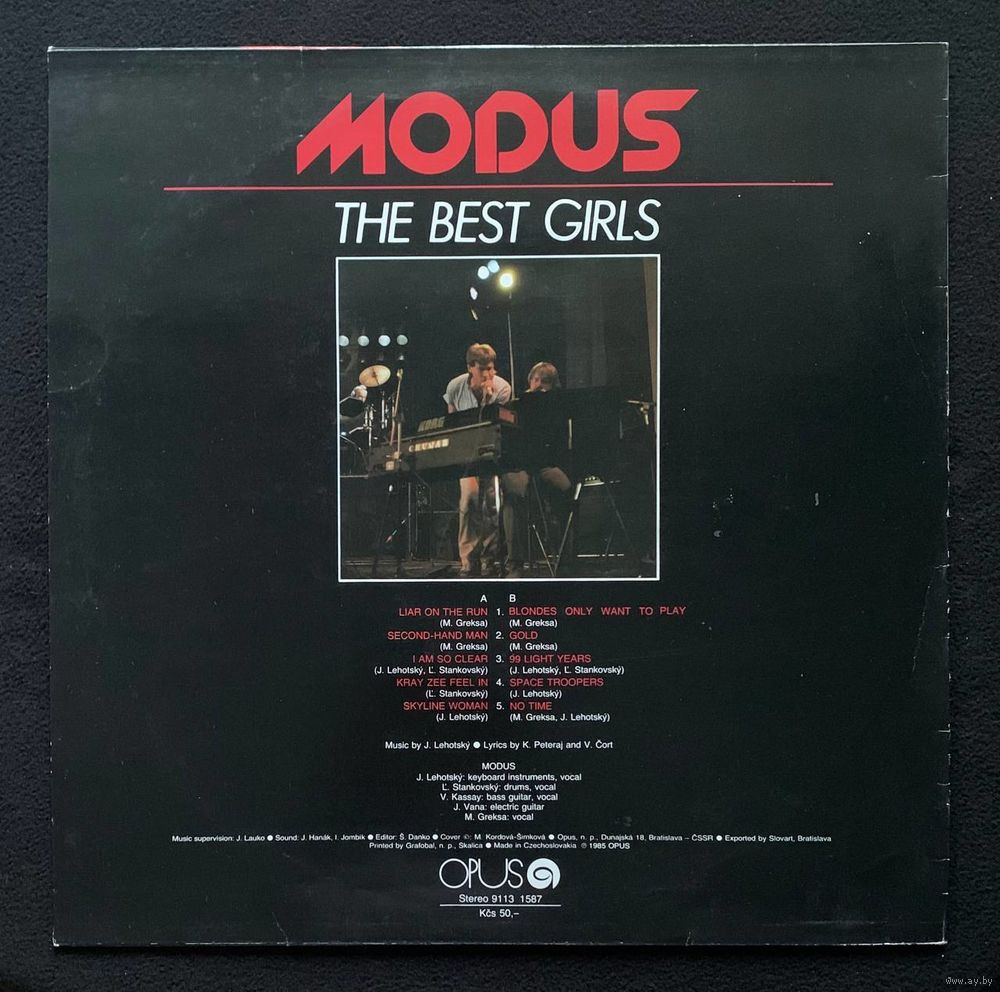 MODUS
THE BEST GIRLS
KORG
CRUMAR
A B
LIAR ON THE RUN 1. BLONDES ONLY WANT TO PLAY
(M. Greksa) (M. Greksa)
SECOND-HAND MAN 2. GOLD
(M. Greksa) (M. Greksa)
I AM SO CLEAR 3. 99 LIGHT YEARS
(J. Lehotský, Ľ. Stankovský) (J. Lehotský, Ľ. Stankovský)
KRAY ZEE FEEL IN 4. SPACE TROOPERS
(Ľ. Stankovský) (J. Lehotský)
SKYLINE WOMAN 5. NO TIME
(J. Lehotský) (M. Greksa, J. Lehotský)
Music by J. Lehotský ● Lyrics by K. Peteraj and V. Čort
MODUS
J. Lehotský: keyboard instruments, vocal
Ľ. Stankovský: drums, vocal
V. Kassay: bass guitar, vocal
J. Vana: electric guitar
M. Greksa: vocal
Music supervision: J. Lauko ● Sound: J. Hanák, I. Jombík ● Editor: Š. Danko ● Cover ©: M. Kordová-Šimková ● Opus, n. p., Dunajská 18, Bratislava – ČSSR ● Exported by Slovart, Bratislava
Printed by Grafobal, n. p., Skalica ● Made in Czechoslovakia ℗ 1985 OPUS
OPUS
Stereo 9113 1587
Kčs 50,–
www.ay.by